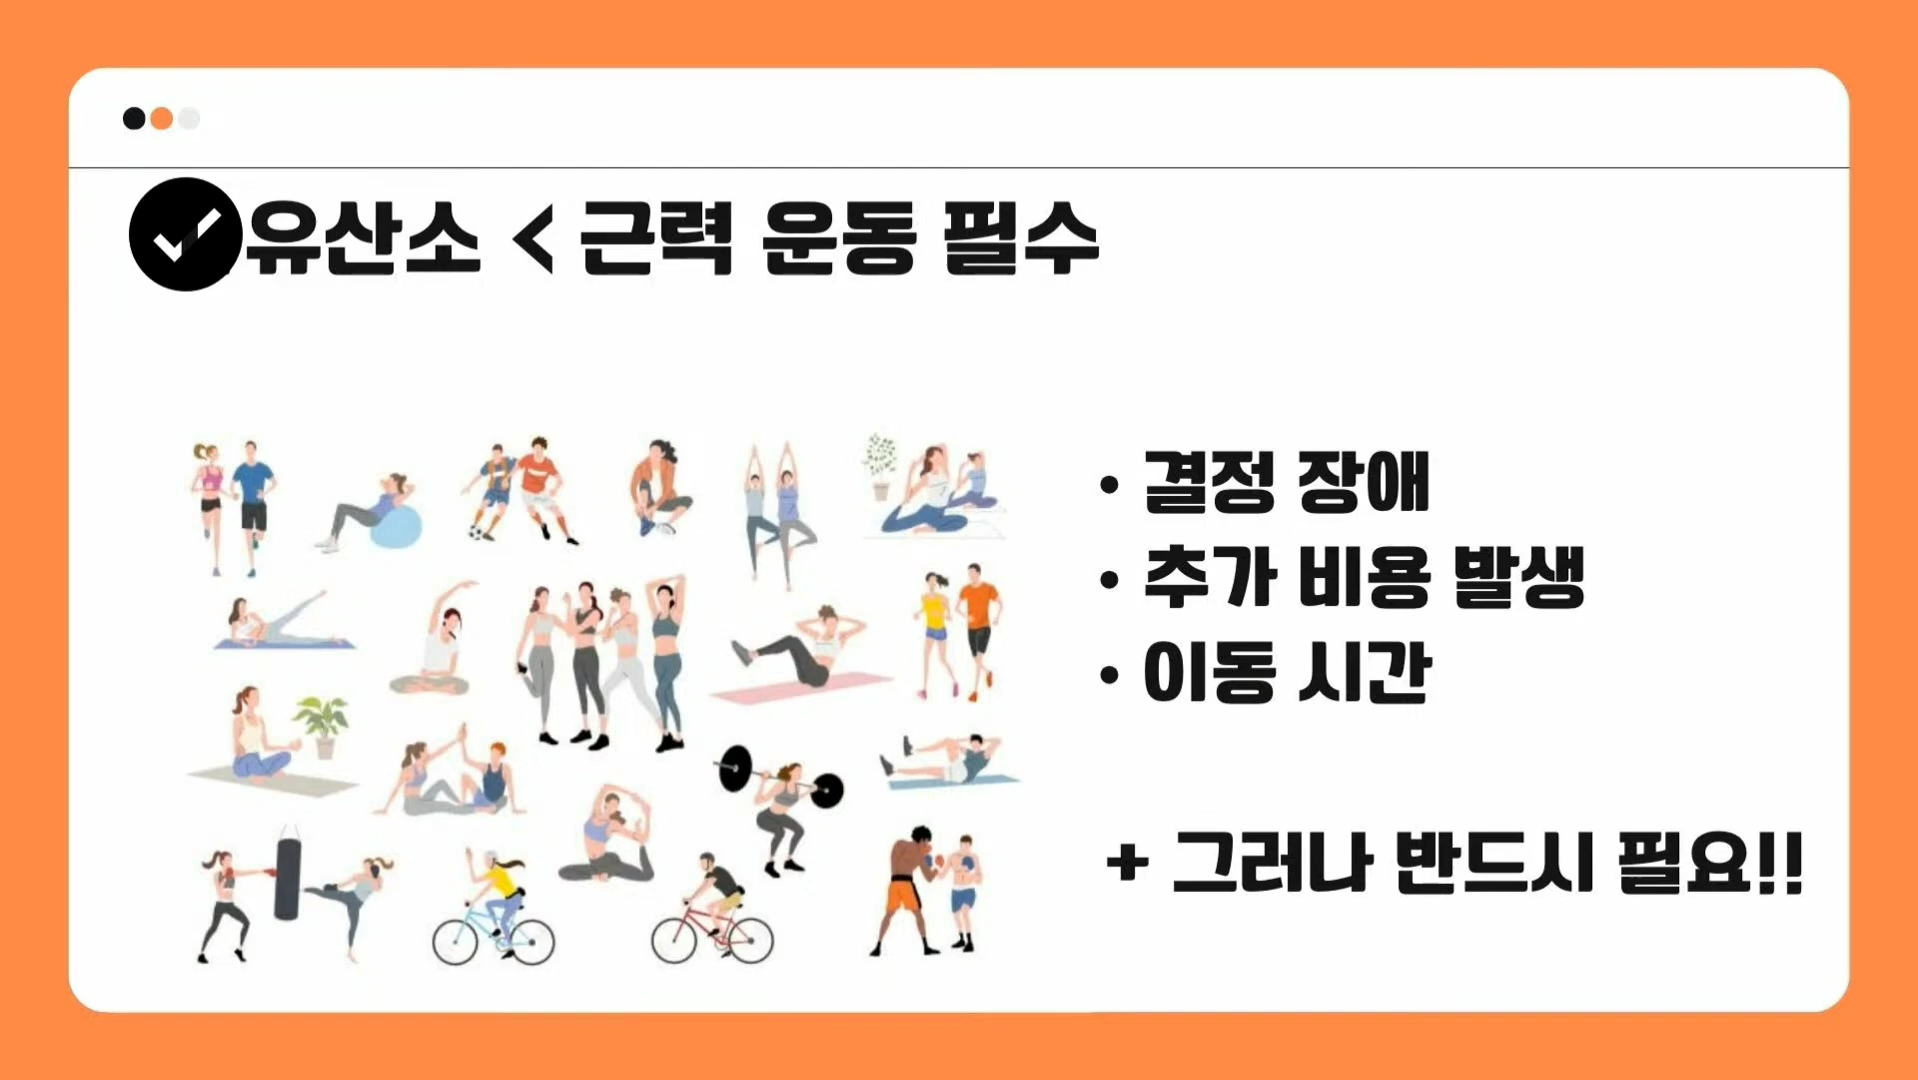 유산소 < 근력 운동 필수
• 결정 장애
• 추가 비용 발생
• 이동 시간
+ 그러나 반드시 필요!!